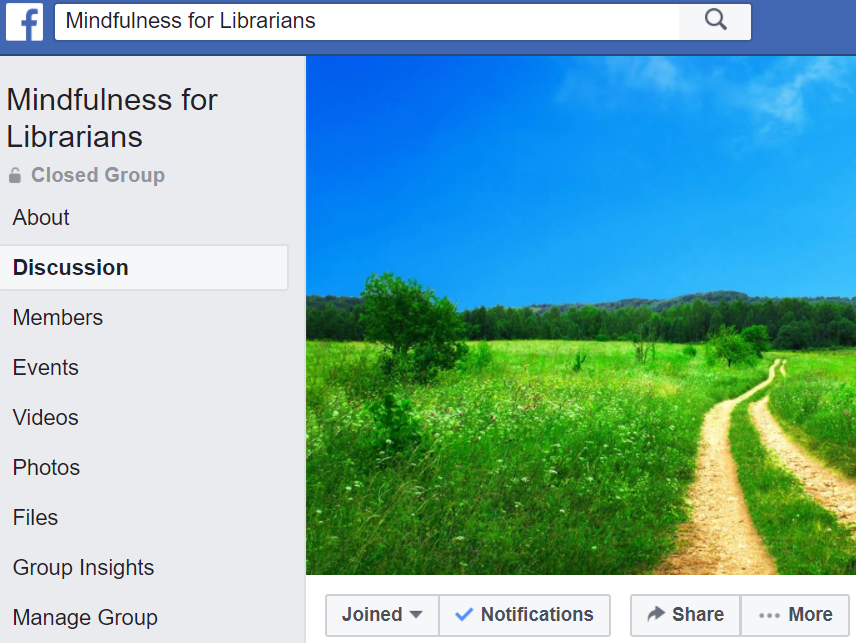 Mindfulness for Librarians
Mindfulness for
Librarians
Closed Group
About
Discussion
Members
Events
Videos
Photos
Files
Group Insights
Manage Group
Joined
Notifications
Share
More